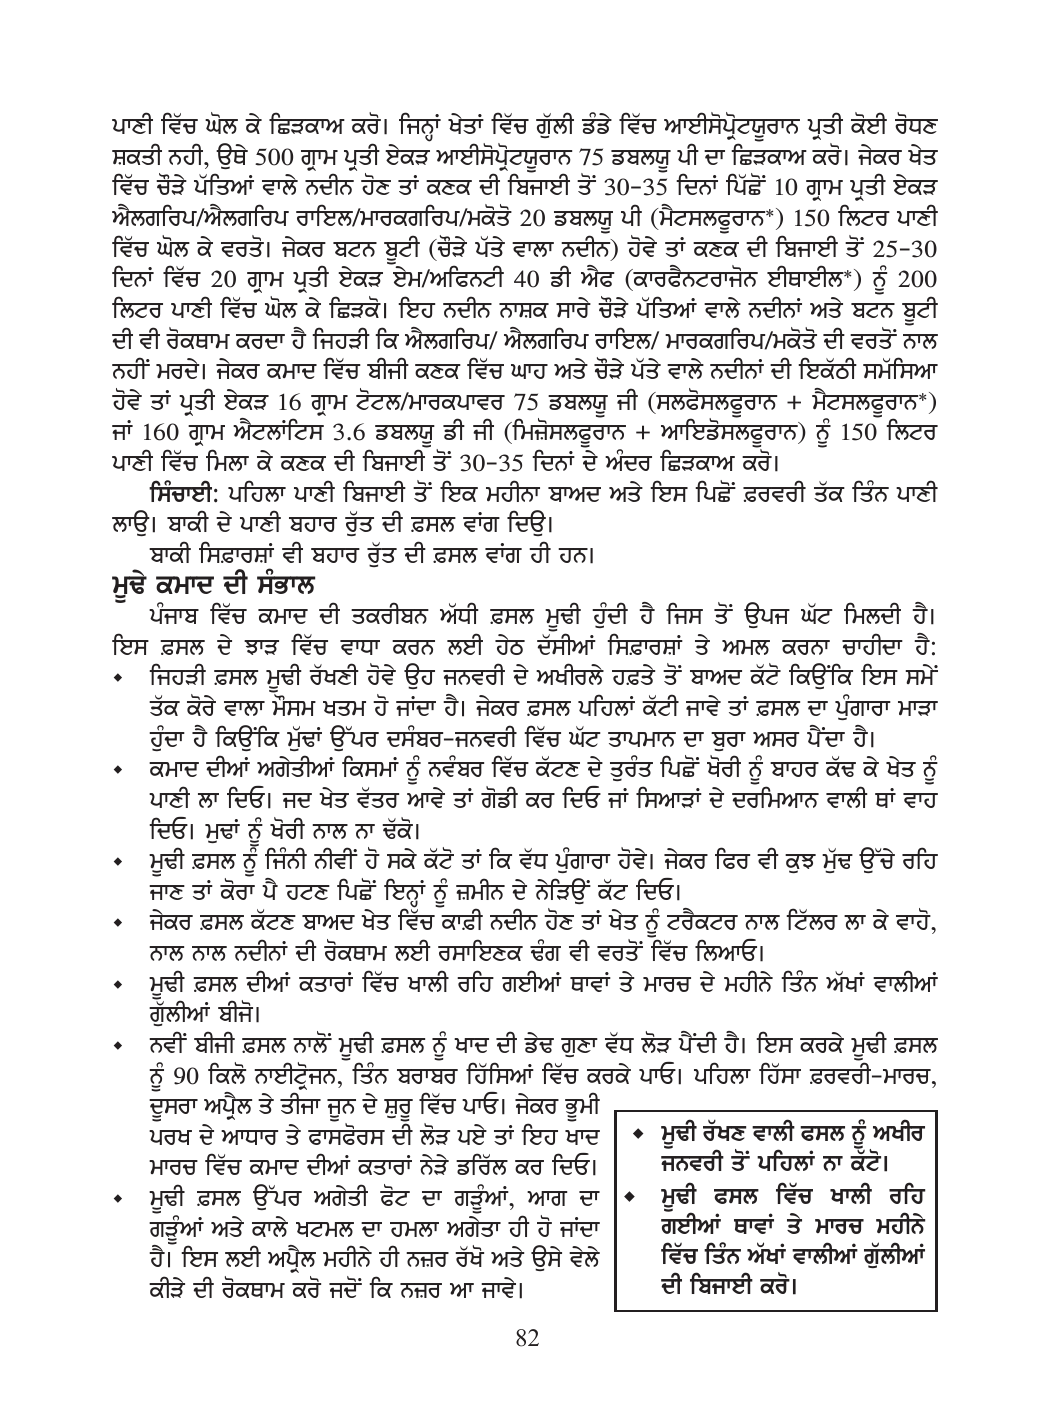 ਪਾਣੀ ਵਿੱਚ ਘੋਲ ਕੇ ਛਿੜਕਾਅ ਕਰੋ। ਜਿਨ੍ਹਾਂ ਖੇਤਾਂ ਵਿੱਚ ਗੁੱਲੀ ਡੰਡੇ ਵਿੱਚ ਆਈਸੋਪ੍ਰੋਟਯੂਰਾਨ ਪ੍ਰਤੀ ਕੋਈ ਰੋਧਣ
ਸ਼ਕਤੀ ਨਹੀ, ਉਥੇ 500 ਗ੍ਰਾਮ ਪ੍ਰਤੀ ਏਕੜ ਆਈਸੋਪ੍ਰੋਟਯੂਰਾਨ 75 ਡਬਲਯੂ ਪੀ ਦਾ ਛਿੜਕਾਅ ਕਰੋ। ਜੇਕਰ ਖੇਤ
ਵਿੱਚ ਚੌੜੇ ਪੱਤਿਆਂ ਵਾਲੇ ਨਦੀਨ ਹੋਣ ਤਾਂ ਕਣਕ ਦੀ ਬਿਜਾਈ ਤੋਂ 30-35 ਦਿਨਾਂ ਪਿੱਛੋਂ 10 ਗ੍ਰਾਮ ਪ੍ਰਤੀ ਏਕੜ
ਐਲਗਰਿਪ/ਐਲਗਰਿਪ ਰਾਇਲ/ਮਾਰਕਗਰਿਪ/ਮਕੋਤੋ 20 ਡਬਲਯੂ ਪੀ (ਮੈਟਸਲਫੂਰਾਨ*) 150 ਲਿਟਰ ਪਾਣੀ
ਵਿੱਚ ਘੋਲ ਕੇ ਵਰਤੋ। ਜੇਕਰ ਬਟਨ ਬੂਟੀ (ਚੌੜੇ ਪੱਤੇ ਵਾਲਾ ਨਦੀਨ) ਹੋਵੇ ਤਾਂ ਕਣਕ ਦੀ ਬਿਜਾਈ ਤੋਂ 25-30
ਦਿਨਾਂ ਵਿੱਚ 20 ਗ੍ਰਾਮ ਪ੍ਰਤੀ ਏਕੜ ਏਮ/ਅਫਿਨਟੀ 40 ਡੀ ਐਫ (ਕਾਰਫੈਨਟਰਾਜੋਨ ਈਥਾਈਲ*) ਨੂੰ 200
ਲਿਟਰ ਪਾਣੀ ਵਿੱਚ ਘੋਲ ਕੇ ਛਿੜਕੋ। ਇਹ ਨਦੀਨ ਨਾਸ਼ਕ ਸਾਰੇ ਚੌੜੇ ਪੱਤਿਆਂ ਵਾਲੇ ਨਦੀਨਾਂ ਅਤੇ ਬਟਨ ਬੂਟੀ
ਦੀ ਵੀ ਰੋਕਥਾਮ ਕਰਦਾ ਹੈ ਜਿਹੜੀ ਕਿ ਐਲਗਰਿਪ/ ਐਲਗਰਿਪ ਰਾਇਲ/ ਮਾਰਕਗਰਿਪ/ਮਕੋਤੋ ਦੀ ਵਰਤੋਂ ਨਾਲ
ਨਹੀਂ ਮਰਦੇ। ਜੇਕਰ ਕਮਾਦ ਵਿੱਚ ਬੀਜੀ ਕਣਕ ਵਿੱਚ ਘਾਹ ਅਤੇ ਚੌੜੇ ਪੱਤੇ ਵਾਲੇ ਨਦੀਨਾਂ ਦੀ ਇਕੱਠੀ ਸਮੱਸਿਆ
ਹੋਵੇ ਤਾਂ ਪ੍ਰਤੀ ਏਕੜ 16 ਗ੍ਰਾਮ ਟੋਟਲ/ਮਾਰਕਪਾਵਰ 75 ਡਬਲਯੂ ਜੀ (ਸਲਫੋਸਲਫੂਰਾਨ + ਮੈਟਸਲਫੂਰਾਨ*)
ਜਾਂ 160 ਗ੍ਰਾਮ ਐਟਲਾਂਟਿਸ 3.6 ਡਬਲਯੂ ਡੀ ਜੀ (ਮਿਜ਼ੋਸਲਫੂਰਾਨ + ਆਇਡੋਸਲਫੂਰਾਨ) ਨੂੰ 150 ਲਿਟਰ
ਪਾਣੀ ਵਿੱਚ ਮਿਲਾ ਕੇ ਕਣਕ ਦੀ ਬਿਜਾਈ ਤੋਂ 30-35 ਦਿਨਾਂ ਦੇ ਅੰਦਰ ਛਿੜਕਾਅ ਕਰੋ।
ਸਿੰਚਾਈ: ਪਹਿਲਾ ਪਾਣੀ ਬਿਜਾਈ ਤੋਂ ਇਕ ਮਹੀਨਾ ਬਾਅਦ ਅਤੇ ਇਸ ਪਿਛੋਂ ਫ਼ਰਵਰੀ ਤੱਕ ਤਿੰਨ ਪਾਣੀ
ਲਾਉ। ਬਾਕੀ ਦੇ ਪਾਣੀ ਬਹਾਰ ਰੁੱਤ ਦੀ ਫ਼ਸਲ ਵਾਂਗ ਦਿਉ।
ਬਾਕੀ ਸਿਫ਼ਾਰਸ਼ਾਂ ਵੀ ਬਹਾਰ ਰੁੱਤ ਦੀ ਫ਼ਸਲ ਵਾਂਗ ਹੀ ਹਨ।
ਮੂਢੇ ਕਮਾਦ ਦੀ ਸੰਭਾਲ
ਪੰਜਾਬ ਵਿੱਚ ਕਮਾਦ ਦੀ ਤਕਰੀਬਨ ਅੱਧੀ ਫ਼ਸਲ ਮੂਢੀ ਹੁੰਦੀ ਹੈ ਜਿਸ ਤੋਂ ਉਪਜ ਘੱਟ ਮਿਲਦੀ ਹੈ।
ਇਸ ਫ਼ਸਲ ਦੇ ਝਾੜ ਵਿੱਚ ਵਾਧਾ ਕਰਨ ਲਈ ਹੇਠ ਦੱਸੀਆਂ ਸਿਫ਼ਾਰਸ਼ਾਂ ਤੇ ਅਮਲ ਕਰਨਾ ਚਾਹੀਦਾ ਹੈ:
⬩ ਜਿਹੜੀ ਫ਼ਸਲ ਮੂਢੀ ਰੱਖਣੀ ਹੋਵੇ ਉਹ ਜਨਵਰੀ ਦੇ ਅਖੀਰਲੇ ਹਫ਼ਤੇ ਤੋਂ ਬਾਅਦ ਕੱਟੋ ਕਿਉਂਕਿ ਇਸ ਸਮੇਂ
ਤੱਕ ਕੋਰੇ ਵਾਲਾ ਮੌਸਮ ਖਤਮ ਹੋ ਜਾਂਦਾ ਹੈ। ਜੇਕਰ ਫ਼ਸਲ ਪਹਿਲਾਂ ਕੱਟੀ ਜਾਵੇ ਤਾਂ ਫ਼ਸਲ ਦਾ ਪੁੰਗਾਰਾ ਮਾੜਾ
ਹੁੰਦਾ ਹੈ ਕਿਉਂਕਿ ਮੁੱਢਾਂ ਉੱਪਰ ਦਸੰਬਰ-ਜਨਵਰੀ ਵਿੱਚ ਘੱਟ ਤਾਪਮਾਨ ਦਾ ਬੁਰਾ ਅਸਰ ਪੈਂਦਾ ਹੈ।
⬩ ਕਮਾਦ ਦੀਆਂ ਅਗੇਤੀਆਂ ਕਿਸਮਾਂ ਨੂੰ ਨਵੰਬਰ ਵਿੱਚ ਕੱਟਣ ਦੇ ਤੁਰੰਤ ਪਿਛੋਂ ਖੋਰੀ ਨੂੰ ਬਾਹਰ ਕੱਢ ਕੇ ਖੇਤ ਨੂੰ
ਪਾਣੀ ਲਾ ਦਿਓ। ਜਦ ਖੇਤ ਵੱਤਰ ਆਵੇ ਤਾਂ ਗੋਡੀ ਕਰ ਦਿਓ ਜਾਂ ਸਿਆੜਾਂ ਦੇ ਦਰਮਿਆਨ ਵਾਲੀ ਥਾਂ ਵਾਹ
ਦਿਓ। ਮੁਢਾਂ ਨੂੰ ਖੋਰੀ ਨਾਲ ਨਾ ਢੱਕੋ।
⬩ ਮੂਢੀ ਫ਼ਸਲ ਨੂੰ ਜਿੰਨੀ ਨੀਵੀਂ ਹੋ ਸਕੇ ਕੱਟੋ ਤਾਂ ਕਿ ਵੱਧ ਪੁੰਗਾਰਾ ਹੋਵੇ। ਜੇਕਰ ਫਿਰ ਵੀ ਕੁਝ ਮੁੱਢ ਉੱਚੇ ਰਹਿ
ਜਾਣ ਤਾਂ ਕੋਰਾ ਪੈ ਹਟਣ ਪਿਛੋਂ ਇਨ੍ਹਾਂ ਨੂੰ ਜ਼ਮੀਨ ਦੇ ਨੇੜਿਉਂ ਕੱਟ ਦਿਓ।
⬩ ਜੇਕਰ ਫ਼ਸਲ ਕੱਟਣ ਬਾਅਦ ਖੇਤ ਵਿੱਚ ਕਾਫ਼ੀ ਨਦੀਨ ਹੋਣ ਤਾਂ ਖੇਤ ਨੂੰ ਟਰੈਕਟਰ ਨਾਲ ਟਿੱਲਰ ਲਾ ਕੇ ਵਾਹੋ,
ਨਾਲ ਨਾਲ ਨਦੀਨਾਂ ਦੀ ਰੋਕਥਾਮ ਲਈ ਰਸਾਇਣਕ ਢੰਗ ਵੀ ਵਰਤੋਂ ਵਿੱਚ ਲਿਆਓ।
⬩ ਮੂਢੀ ਫ਼ਸਲ ਦੀਆਂ ਕਤਾਰਾਂ ਵਿੱਚ ਖਾਲੀ ਰਹਿ ਗਈਆਂ ਥਾਵਾਂ ਤੇ ਮਾਰਚ ਦੇ ਮਹੀਨੇ ਤਿੰਨ ਅੱਖਾਂ ਵਾਲੀਆਂ
ਗੁੱਲੀਆਂ ਬੀਜੋ।
⬩ ਨਵੀਂ ਬੀਜੀ ਫ਼ਸਲ ਨਾਲੋਂ ਮੂਢੀ ਫ਼ਸਲ ਨੂੰ ਖਾਦ ਦੀ ਡੇਢ ਗੁਣਾ ਵੱਧ ਲੋੜ ਪੈਂਦੀ ਹੈ। ਇਸ ਕਰਕੇ ਮੂਢੀ ਫ਼ਸਲ
ਨੂੰ 90 ਕਿਲੋ ਨਾਈਟ੍ਰੋਜਨ, ਤਿੰਨ ਬਰਾਬਰ ਹਿੱਸਿਆਂ ਵਿੱਚ ਕਰਕੇ ਪਾਓ। ਪਹਿਲਾ ਹਿੱਸਾ ਫ਼ਰਵਰੀ-ਮਾਰਚ,
ਦੂਸਰਾ ਅਪ੍ਰੈਲ ਤੇ ਤੀਜਾ ਜੂਨ ਦੇ ਸ਼ੁਰੂ ਵਿੱਚ ਪਾਓ। ਜੇਕਰ ਭੂਮੀ
ਪਰਖ ਦੇ ਆਧਾਰ ਤੇ ਫਾਸਫੋਰਸ ਦੀ ਲੋੜ ਪਏ ਤਾਂ ਇਹ ਖਾਦ
ਮਾਰਚ ਵਿੱਚ ਕਮਾਦ ਦੀਆਂ ਕਤਾਰਾਂ ਨੇੜੇ ਡਰਿੱਲ ਕਰ ਦਿਓ।
⬩ ਮੂਢੀ ਫ਼ਸਲ ਉੱਪਰ ਅਗੇਤੀ ਫੋਟ ਦਾ ਗੜੂੰਆਂ, ਆਗ ਦਾ
ਗੜੂੰਆਂ ਅਤੇ ਕਾਲੇ ਖਟਮਲ ਦਾ ਹਮਲਾ ਅਗੇਤਾ ਹੀ ਹੋ ਜਾਂਦਾ
ਹੈ। ਇਸ ਲਈ ਅਪ੍ਰੈਲ ਮਹੀਨੇ ਹੀ ਨਜ਼ਰ ਰੱਖੋ ਅਤੇ ਉਸੇ ਵੇਲੇ
ਕੀੜੇ ਦੀ ਰੋਕਥਾਮ ਕਰੋ ਜਦੋਂ ਕਿ ਨਜ਼ਰ ਆ ਜਾਵੇ।
⬩ ਮੂਢੀ ਰੱਖਣ ਵਾਲੀ ਫਸਲ ਨੂੰ ਅਖੀਰ
ਜਨਵਰੀ ਤੋਂ ਪਹਿਲਾਂ ਨਾ ਕੱਟੋ।
⬩ ਮੂਢੀ ਫਸਲ ਵਿੱਚ ਖਾਲੀ ਰਹਿ
ਗਈਆਂ ਥਾਵਾਂ ਤੇ ਮਾਰਚ ਮਹੀਨੇ
ਵਿੱਚ ਤਿੰਨ ਅੱਖਾਂ ਵਾਲੀਆਂ ਗੁੱਲੀਆਂ
ਦੀ ਬਿਜਾਈ ਕਰੋ।
82